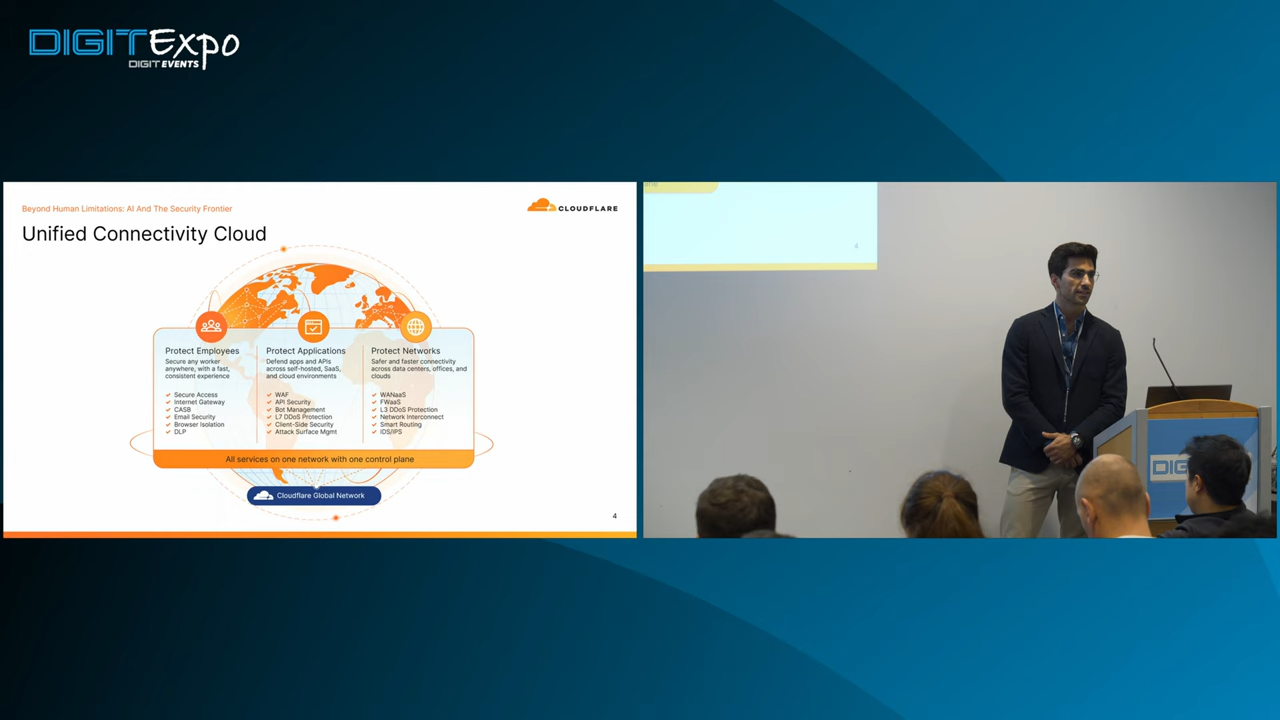 DIGIT Expo
DIGIT EVENTS
Beyond Human Limitations: AI And The Security Frontier
CLOUDFLARE
Unified Connectivity Cloud
Protect Employees
Secure any worker
anywhere, with a fast,
consistent experience
✓ Secure Access
✓ Internet Gateway
✓ CASB
✓ Email Security
✓ Browser Isolation
✓ DLP
Protect Applications
Defend apps and APIs
across self-hosted, SaaS,
and cloud environments
✓ WAF
✓ API Security
✓ Bot Management
✓ L7 DDoS Protection
✓ Client-Side Security
✓ Attack Surface Mgmt
Protect Networks
Safer and faster connectivity
across data centers, offices, and
clouds
✓ WANaaS
✓ FWaaS
✓ L3 DDoS Protection
✓ Network Interconnect
✓ Smart Routing
✓ IDS/IPS
All services on one network with one control plane
Cloudflare Global Network
4
4
DIG